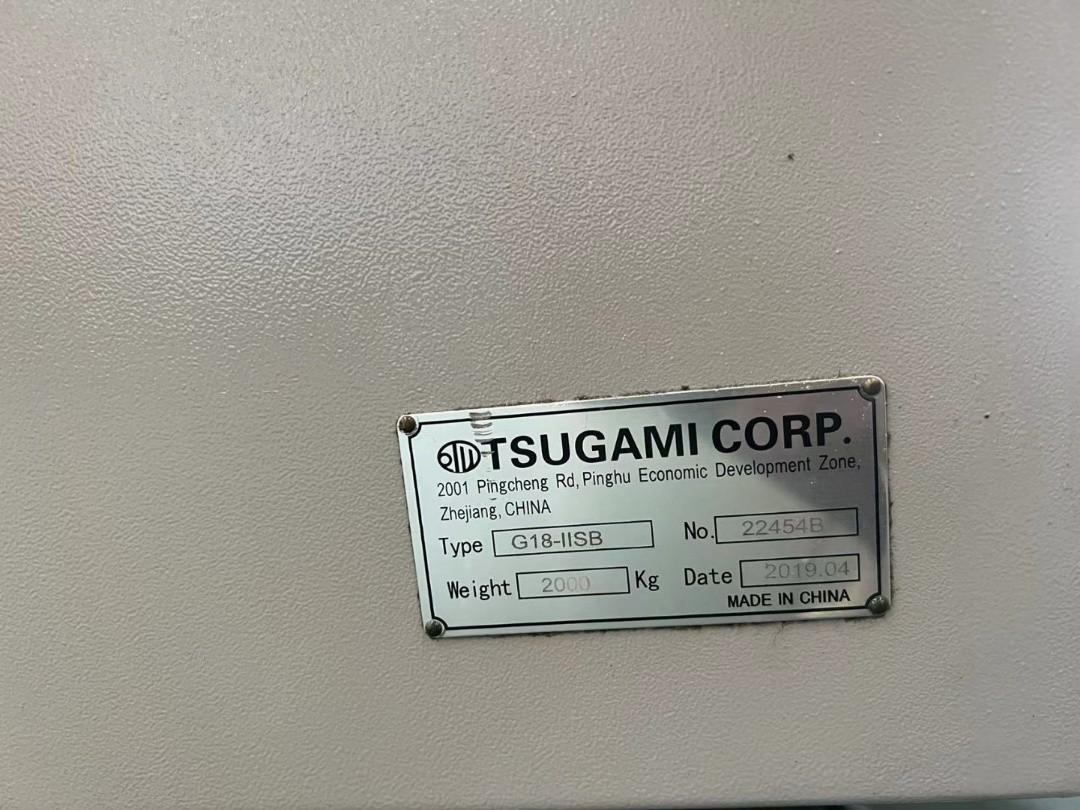 TSUGAMI CORP.
2001 Pingcheng Rd, Pinghu Economic Development Zone,
Zhejiang, CHINA
Type G18-IISB No. 22454B
Weight 2000 Kg Date 2019.04
MADE IN CHINA